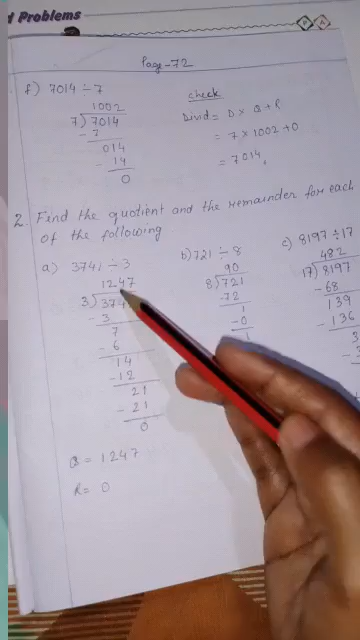 d Problems
Page-72
f) 7014 ÷ 7
1002
7) 7014
- 7
014
- 14
0
check
Divid = D × Q + R
= 7 × 1002 + 0
= 7014,
2. Find the quotient and the remainder for each
of the following
a) 3741 ÷ 3
1247
3) 374
- 3
7
- 6
14
- 12
21
- 21
0
Q = 1247
R = 0
b) 721 ÷ 8
90
8) 721
- 72
1
- 0
1
c) 8197 ÷ 17
482
17) 8197
- 68
139
- 136